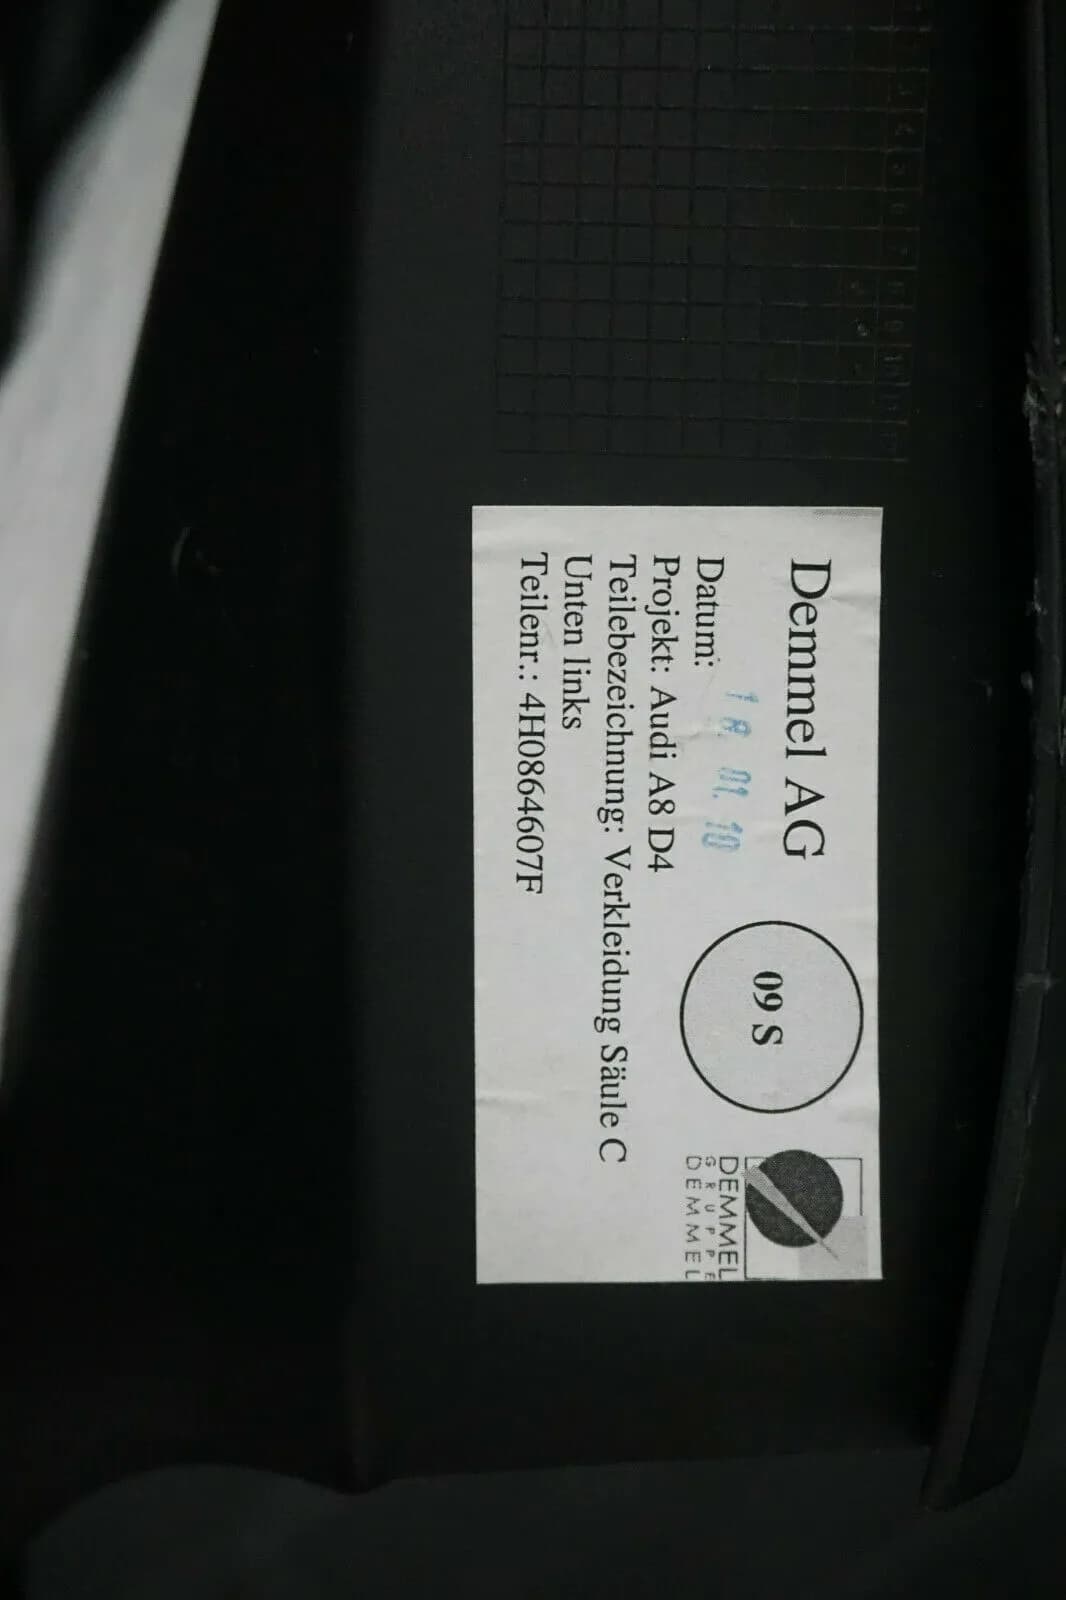 Demmel AG
09 S
DEMMEL
GRUPPE
DEMMEL
Datum: 18. 01. 10
Projekt: Audi A8 D4
Teilebezeichnung: Verkleidung Säule C
Unten links
Teilenr.: 4H0864607F